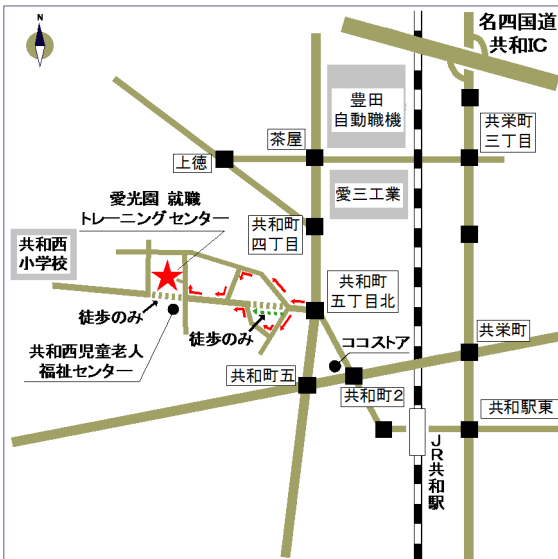 N
名四国道
共和IC
豊田
自動職機
共栄町
三丁目
茶屋
上徳
愛三工業
愛光園 就職
トレーニングセンター
共和町
四丁目
共和西
小学校
共和町
五丁目北
徒歩のみ
徒歩のみ
ココストア
共栄町
共和西児童老人
福祉センター
共和町五
共和町2
共和駅東
JR共和駅